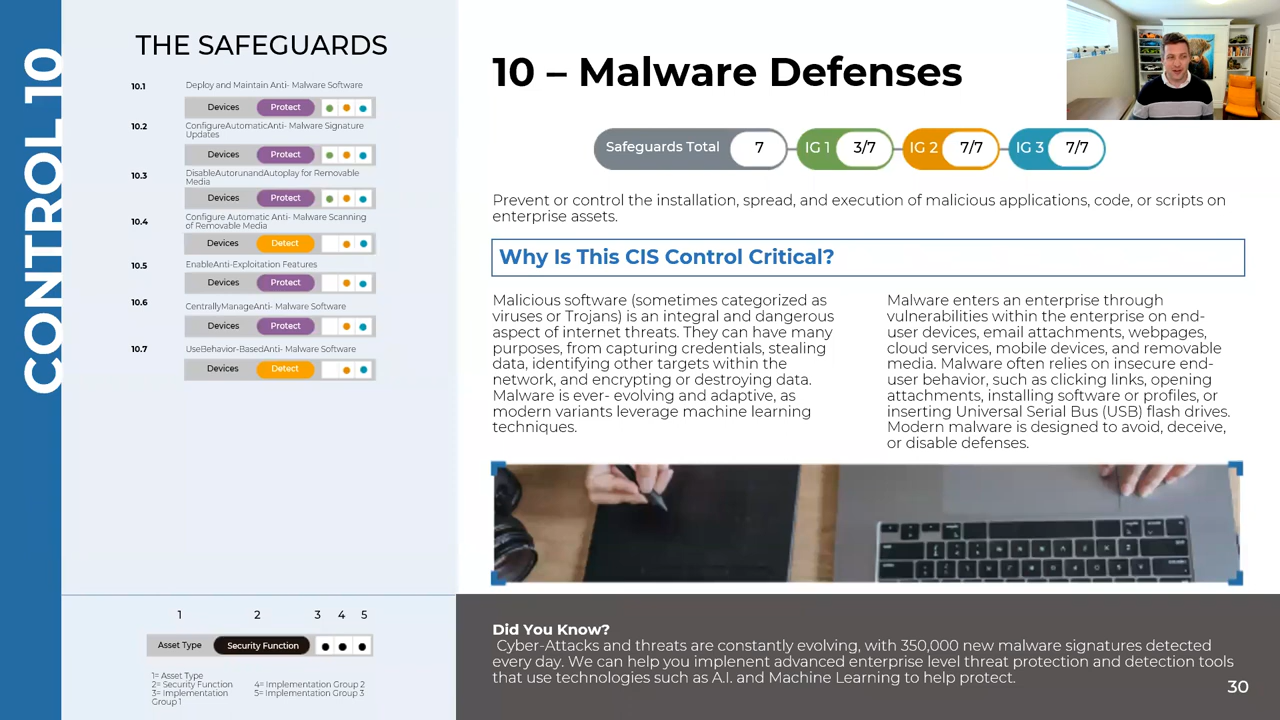 CONTROL 10
THE SAFEGUARDS
10.1
Deploy and Maintain Anti- Malware Software
Devices
Protect
10.2
ConfigureAutomaticAnti- Malware Signature
Updates
Devices
Protect
10.3
DisableAutorunandAutoplay for Removable
Media
Devices
Protect
10.4
Configure Automatic Anti- Malware Scanning
of Removable Media
Devices
Detect
10.5
EnableAnti-Exploitation Features
Devices
Protect
10.6
CentrallyManageAnti- Malware Software
Devices
Protect
10.7
UseBehavior-BasedAnti- Malware Software
Devices
Detect
1 2 3 4 5
Asset Type
Security Function
1= Asset Type
2= Security Function
3= Implementation
Group 1
4= Implementation Group 2
5= Implementation Group 3
10 – Malware Defenses
Safeguards Total 7
IG 1 3/7
IG 2 7/7
IG 3 7/7
Prevent or control the installation, spread, and execution of malicious applications, code, or scripts on
enterprise assets.
Why Is This CIS Control Critical?
Malicious software (sometimes categorized as
viruses or Trojans) is an integral and dangerous
aspect of internet threats. They can have many
purposes, from capturing credentials, stealing
data, identifying other targets within the
network, and encrypting or destroying data.
Malware is ever- evolving and adaptive, as
modern variants leverage machine learning
techniques.
Malware enters an enterprise through
vulnerabilities within the enterprise on end-
user devices, email attachments, webpages,
cloud services, mobile devices, and removable
media. Malware often relies on insecure end-
user behavior, such as clicking links, opening
attachments, installing software or profiles, or
inserting Universal Serial Bus (USB) flash drives.
Modern malware is designed to avoid, deceive,
or disable defenses.
Did You Know?
Cyber-Attacks and threats are constantly evolving, with 350,000 new malware signatures detected
every day. We can help you implenent advanced enterprise level threat protection and detection tools
that use technologies such as A.I. and Machine Learning to help protect.
30